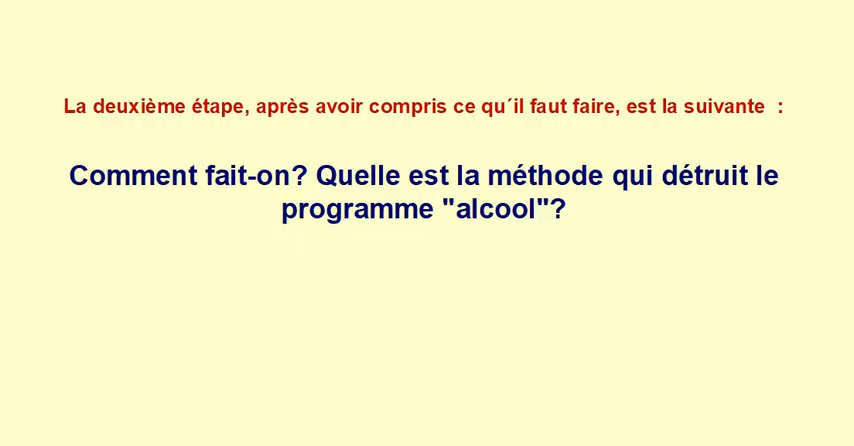 La deuxième étape, après avoir compris ce qu´il faut faire, est la suivante  :
Comment fait-on? Quelle est la méthode qui détruit le
programme "alcool"?